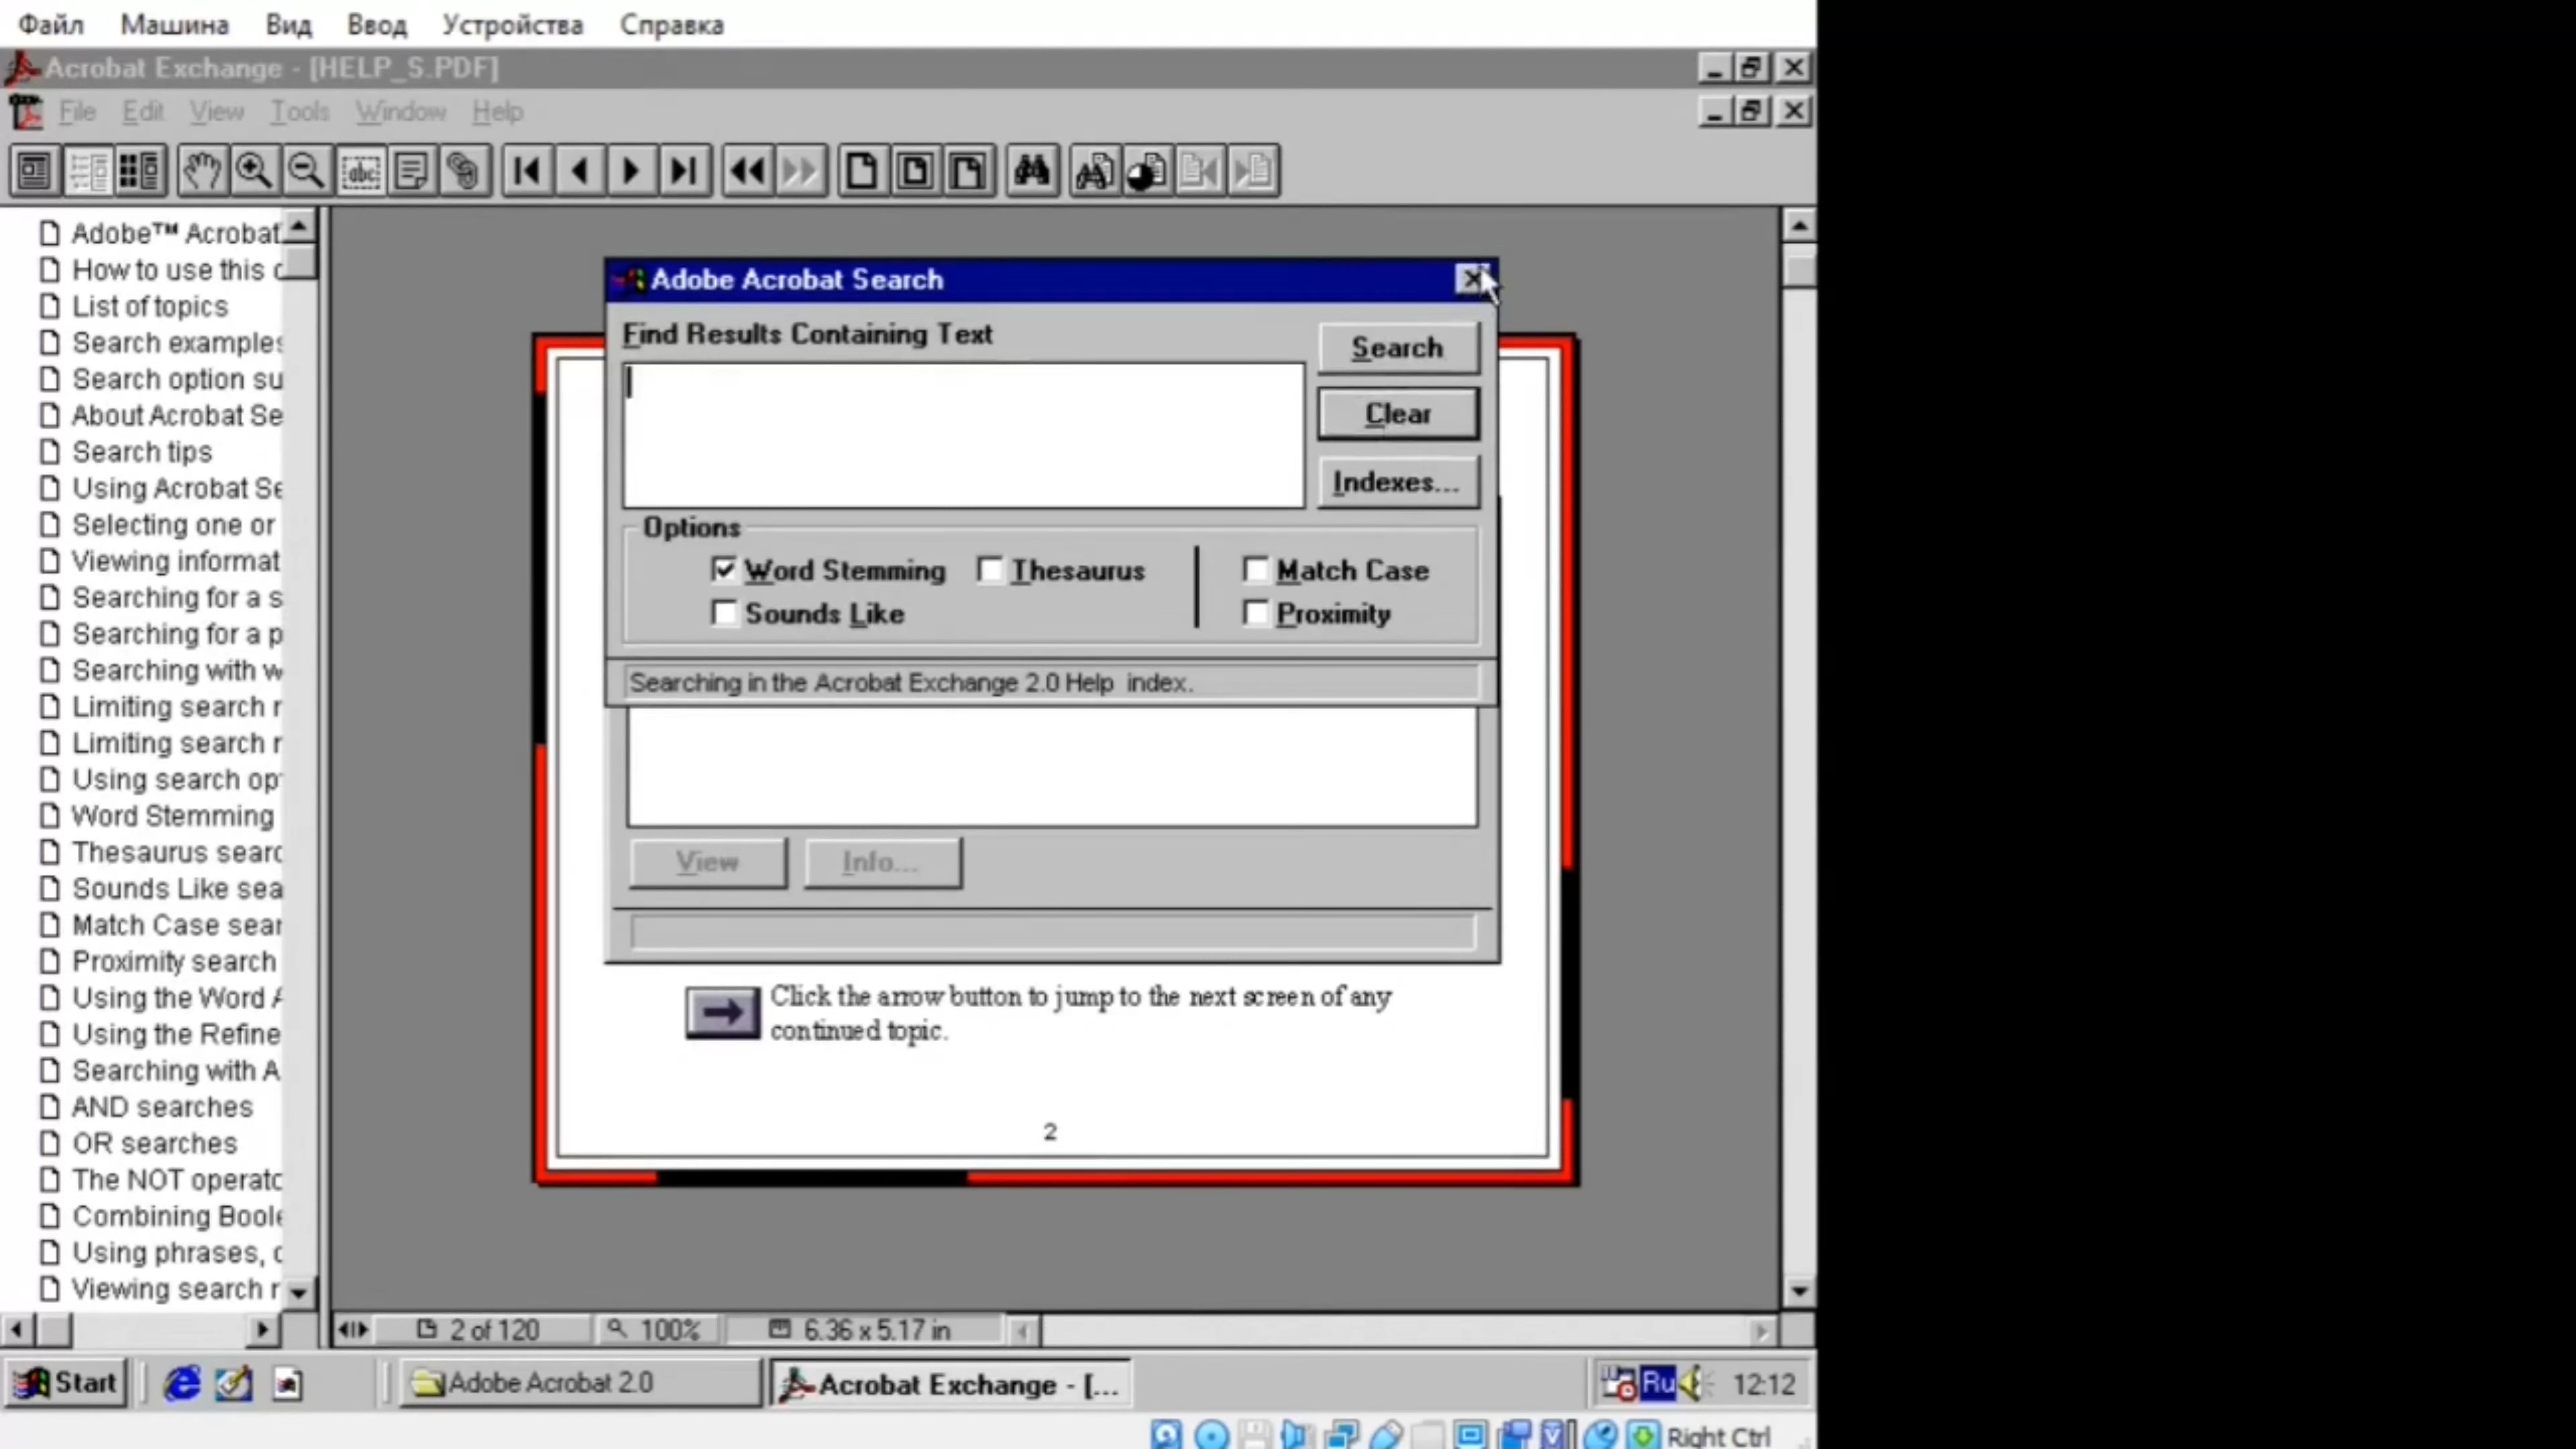 Файл Машина Вид Ввод Устройства Справка
Acrobat Exchange - [HELP_S.PDF]
File Edit View Tools Window Help
abc
Adobe™ Acrobat
How to use this
List of topics
Search examples
Search option su
About Acrobat Se
Search tips
Using Acrobat Se
Selecting one or
Viewing informat
Searching for a s
Searching for a p
Searching with w
Limiting search r
Limiting search r
Using search op
Word Stemming
Thesaurus searc
Sounds Like sea
Match Case sear
Proximity search
Using the Word A
Using the Refine
Searching with A
AND searches
OR searches
The NOT operato
Combining Boole
Using phrases, c
Viewing search r
Adobe Acrobat Search
Find Results Containing Text
Search
Clear
Indexes...
Options
Word Stemming Thesaurus Match Case
Sounds Like Proximity
Searching in the Acrobat Exchange 2.0 Help index.
View Info...
Click the arrow button to jump to the next screen of any
continued topic.
2
2 of 120 100% 6.36 x 5.17 in
Start Adobe Acrobat 2.0 Acrobat Exchange - [... Ru 12:12
Right Ctrl